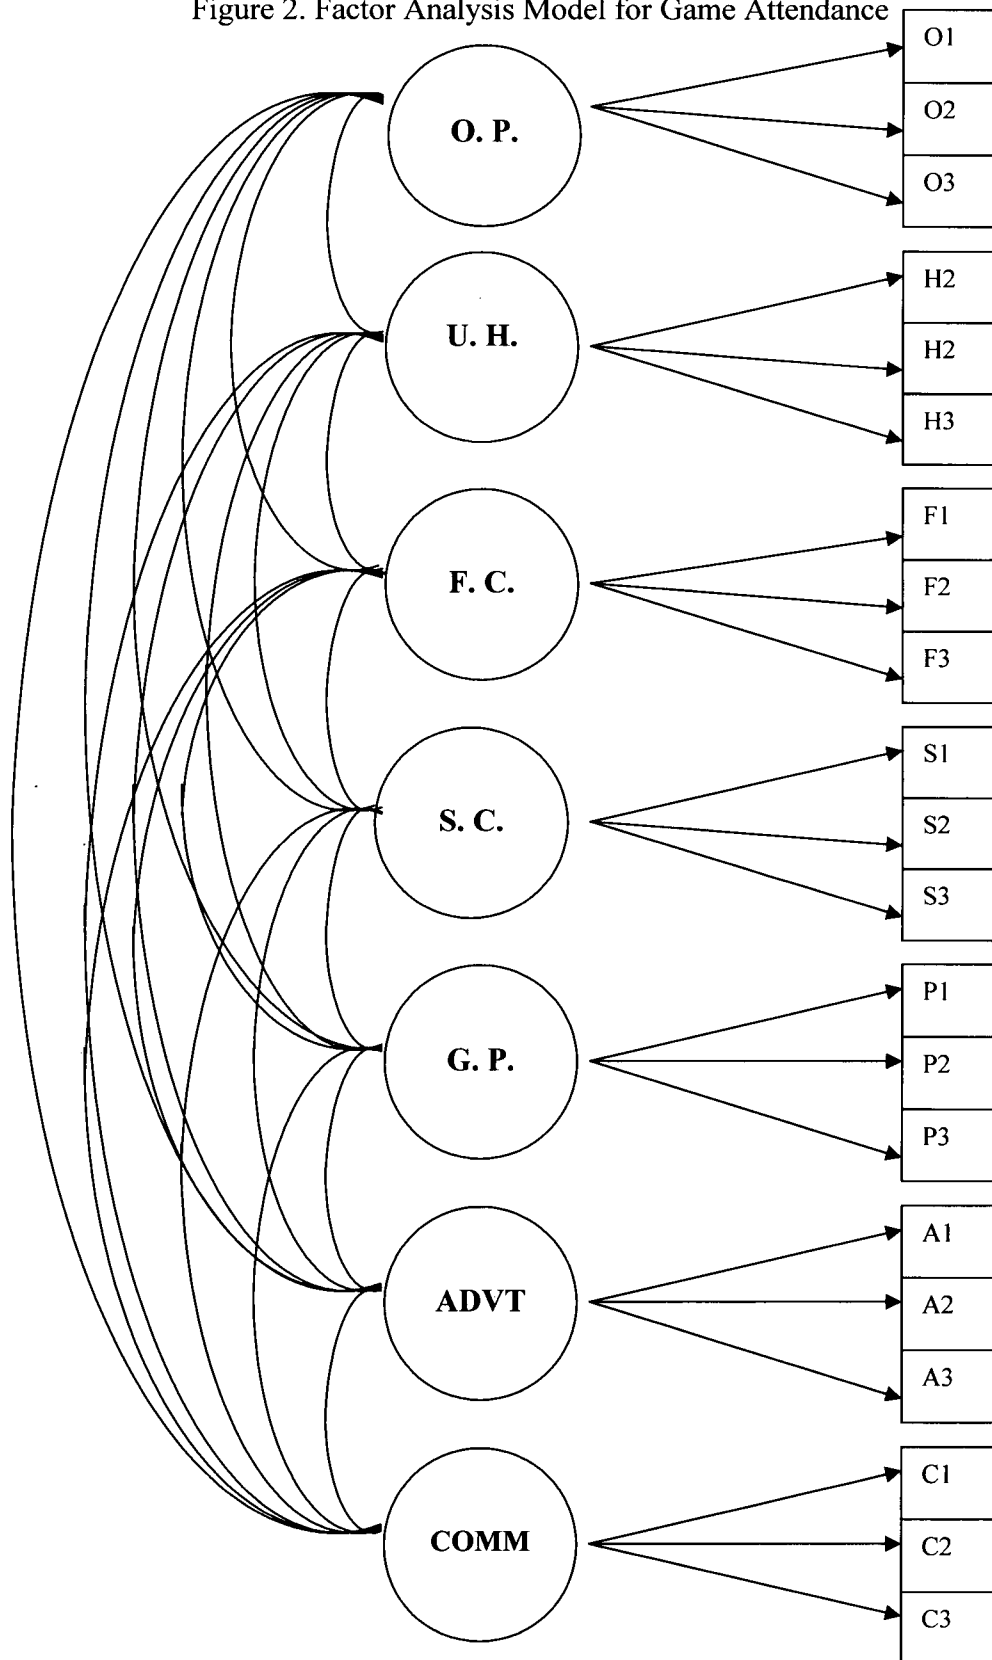 Figure 2. Factor Analysis Model for Game Attendance
O. P.
O1
O2
O3
U. H.
H2
H2
H3
F. C.
F1
F2
F3
S. C.
S1
S2
S3
G. P.
P1
P2
P3
ADVT
A1
A2
A3
COMM
C1
C2
C3